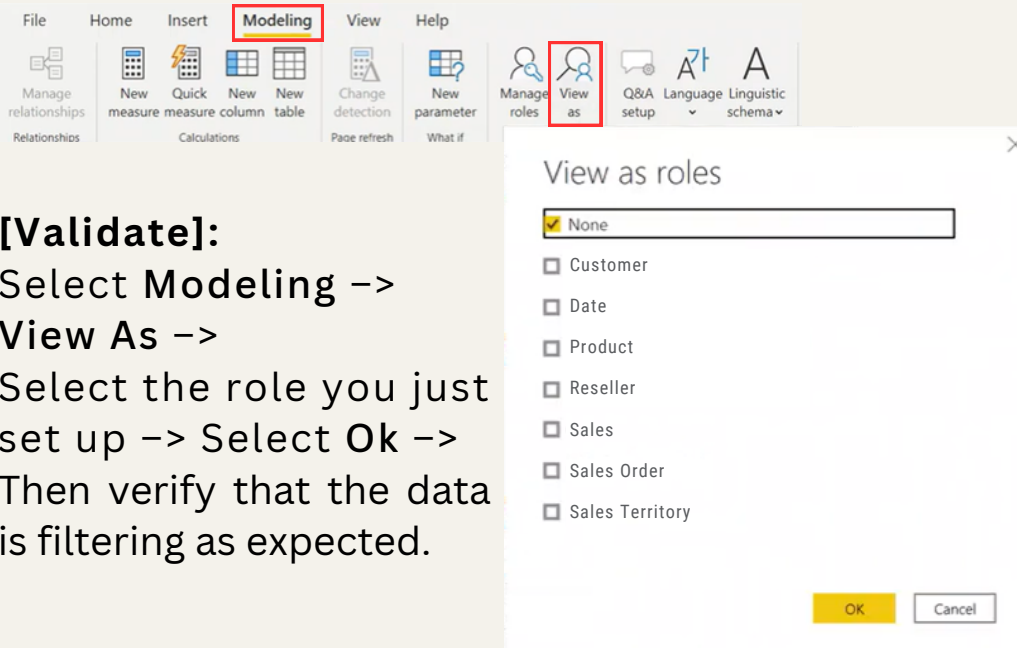 File Home Insert Modeling View Help
Manage relationships
New measure
Quick measure
New column
New table
Change detection
New parameter
Manage roles
View as
Q&A setup
Language
Linguistic schema
Relationships
Calculations
Page refresh
What if
[Validate]:
Select Modeling –>
View As –>
Select the role you just
set up –> Select Ok –>
Then verify that the data
is filtering as expected.
View as roles
None
Customer
Date
Product
Reseller
Sales
Sales Order
Sales Territory
OK
Cancel